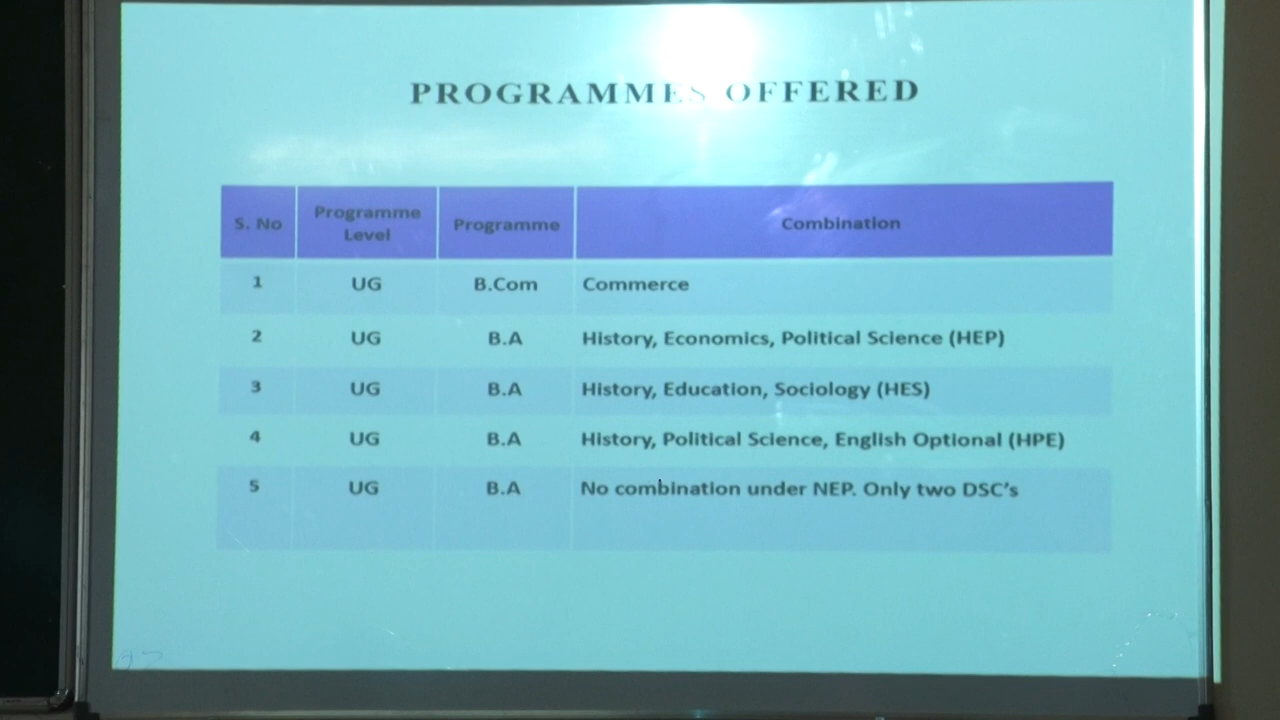 PROGRAMMES OFFERED
S. No Programme Level Programme Combination
1 UG B.Com Commerce
2 UG B.A History, Economics, Political Science (HEP)
3 UG B.A History, Education, Sociology (HES)
4 UG B.A History, Political Science, English Optional (HPE)
5 UG B.A No combination under NEP. Only two DSC's